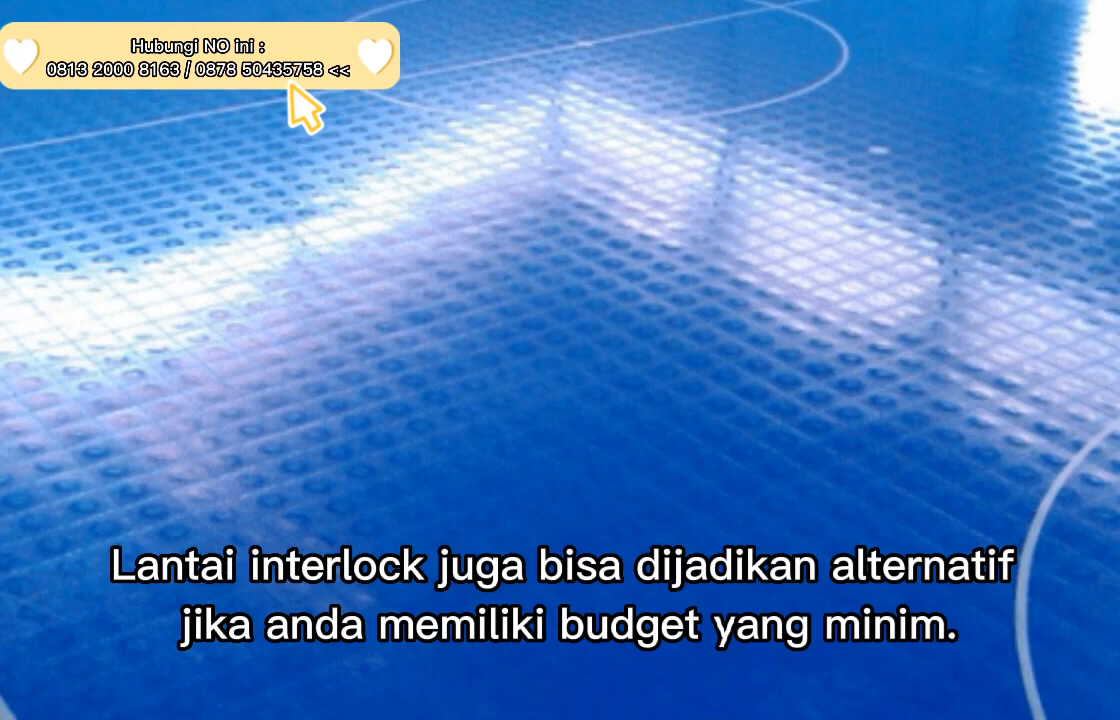 Hubungi NO ini :
0813 2000 8163 / 0878 50435758 <<
Lantai interlock juga bisa dijadikan alternatif
jika anda memiliki budget yang minim.